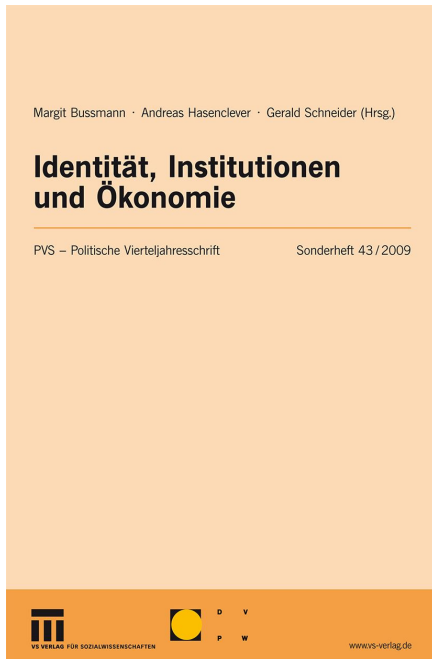 Margit Bussmann · Andreas Hasenclever · Gerald Schneider (Hrsg.)
Identität, Institutionen
und Ökonomie
PVS – Politische Vierteljahresschrift Sonderheft 43 / 2009
D V
P W
VS VERLAG FÜR SOZIALWISSENSCHAFTEN
www.vs-verlag.de